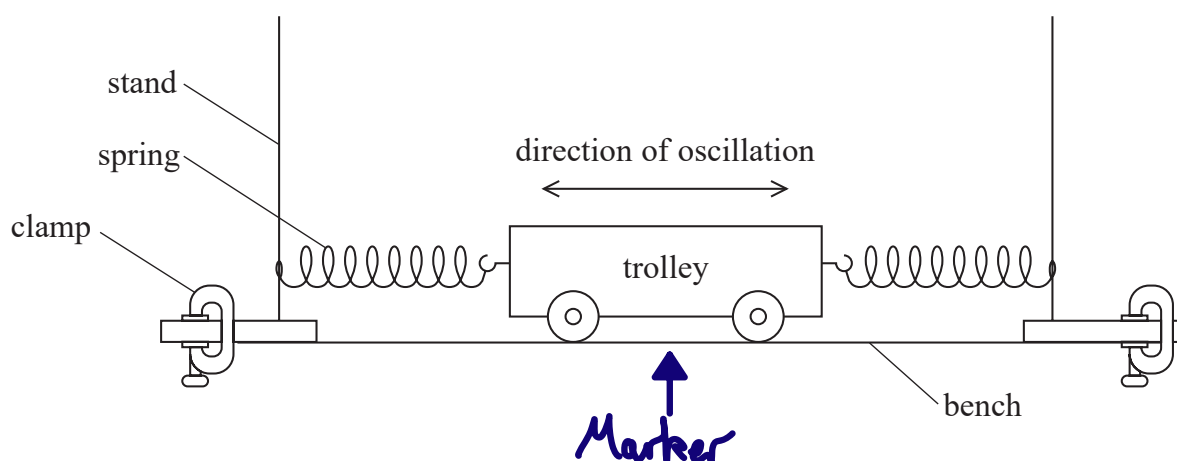 stand
spring
direction of oscillation
clamp
trolley
bench
Marker